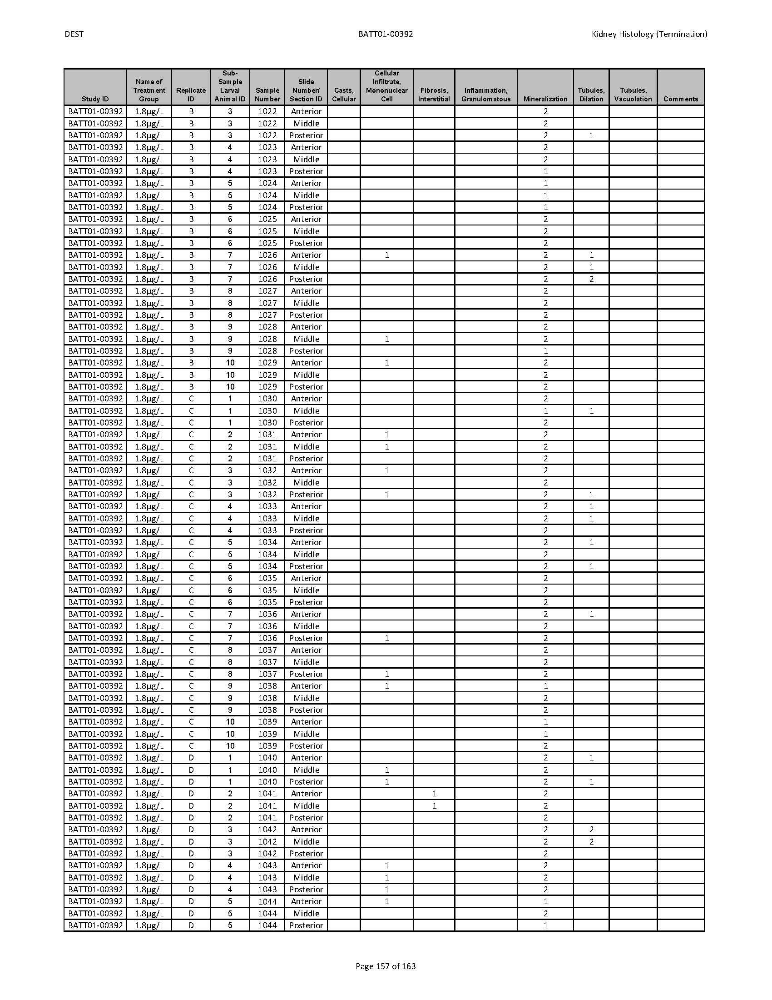 DEST BATT01-00392 Kidney Histology (Termination)
Study ID Name of Treatment Group Replicate ID Sub-Sample Larval Animal ID Sample Number Slide Number/ Section ID Casts, Cellular Cellular Infiltrate, Mononuclear Cell Fibrosis, Interstitial Inflammation, Granulomatous Mineralization Tubules, Dilation Tubules, Vacuolation Comments
BATT01-00392 1.8µg/L B 3 1022 Anterior 2
BATT01-00392 1.8µg/L B 3 1022 Middle 2
BATT01-00392 1.8µg/L B 3 1022 Posterior 2 1
BATT01-00392 1.8µg/L B 4 1023 Anterior 2
BATT01-00392 1.8µg/L B 4 1023 Middle 2
BATT01-00392 1.8µg/L B 4 1023 Posterior 1
BATT01-00392 1.8µg/L B 5 1024 Anterior 1
BATT01-00392 1.8µg/L B 5 1024 Middle 1
BATT01-00392 1.8µg/L B 5 1024 Posterior 1
BATT01-00392 1.8µg/L B 6 1025 Anterior 2
BATT01-00392 1.8µg/L B 6 1025 Middle 2
BATT01-00392 1.8µg/L B 6 1025 Posterior 2
BATT01-00392 1.8µg/L B 7 1026 Anterior 1 2 1
BATT01-00392 1.8µg/L B 7 1026 Middle 2 1
BATT01-00392 1.8µg/L B 7 1026 Posterior 2 2
BATT01-00392 1.8µg/L B 8 1027 Anterior 2
BATT01-00392 1.8µg/L B 8 1027 Middle 2
BATT01-00392 1.8µg/L B 8 1027 Posterior 2
BATT01-00392 1.8µg/L B 9 1028 Anterior 2
BATT01-00392 1.8µg/L B 9 1028 Middle 1 2
BATT01-00392 1.8µg/L B 9 1028 Posterior 1
BATT01-00392 1.8µg/L B 10 1029 Anterior 1 2
BATT01-00392 1.8µg/L B 10 1029 Middle 2
BATT01-00392 1.8µg/L B 10 1029 Posterior 2
BATT01-00392 1.8µg/L C 1 1030 Anterior 2
BATT01-00392 1.8µg/L C 1 1030 Middle 1 1
BATT01-00392 1.8µg/L C 1 1030 Posterior 2
BATT01-00392 1.8µg/L C 2 1031 Anterior 1 2
BATT01-00392 1.8µg/L C 2 1031 Middle 1 2
BATT01-00392 1.8µg/L C 2 1031 Posterior 2
BATT01-00392 1.8µg/L C 3 1032 Anterior 1 2
BATT01-00392 1.8µg/L C 3 1032 Middle 2
BATT01-00392 1.8µg/L C 3 1032 Posterior 1 2 1
BATT01-00392 1.8µg/L C 4 1033 Anterior 2 1
BATT01-00392 1.8µg/L C 4 1033 Middle 2 1
BATT01-00392 1.8µg/L C 4 1033 Posterior 2
BATT01-00392 1.8µg/L C 5 1034 Anterior 2 1
BATT01-00392 1.8µg/L C 5 1034 Middle 2
BATT01-00392 1.8µg/L C 5 1034 Posterior 2 1
BATT01-00392 1.8µg/L C 6 1035 Anterior 2
BATT01-00392 1.8µg/L C 6 1035 Middle 2
BATT01-00392 1.8µg/L C 6 1035 Posterior 2
BATT01-00392 1.8µg/L C 7 1036 Anterior 2 1
BATT01-00392 1.8µg/L C 7 1036 Middle 2
BATT01-00392 1.8µg/L C 7 1036 Posterior 1 2
BATT01-00392 1.8µg/L C 8 1037 Anterior 2
BATT01-00392 1.8µg/L C 8 1037 Middle 2
BATT01-00392 1.8µg/L C 8 1037 Posterior 1 2
BATT01-00392 1.8µg/L C 9 1038 Anterior 1 1
BATT01-00392 1.8µg/L C 9 1038 Middle 2
BATT01-00392 1.8µg/L C 9 1038 Posterior 2
BATT01-00392 1.8µg/L C 10 1039 Anterior 1
BATT01-00392 1.8µg/L C 10 1039 Middle 1
BATT01-00392 1.8µg/L C 10 1039 Posterior 2
BATT01-00392 1.8µg/L D 1 1040 Anterior 2 1
BATT01-00392 1.8µg/L D 1 1040 Middle 1 2
BATT01-00392 1.8µg/L D 1 1040 Posterior 1 2 1
BATT01-00392 1.8µg/L D 2 1041 Anterior 1 2
BATT01-00392 1.8µg/L D 2 1041 Middle 1 2
BATT01-00392 1.8µg/L D 2 1041 Posterior 2
BATT01-00392 1.8µg/L D 3 1042 Anterior 2 2
BATT01-00392 1.8µg/L D 3 1042 Middle 2 2
BATT01-00392 1.8µg/L D 3 1042 Posterior 2
BATT01-00392 1.8µg/L D 4 1043 Anterior 1 2
BATT01-00392 1.8µg/L D 4 1043 Middle 1 2
BATT01-00392 1.8µg/L D 4 1043 Posterior 1 2
BATT01-00392 1.8µg/L D 5 1044 Anterior 1 1
BATT01-00392 1.8µg/L D 5 1044 Middle 2
BATT01-00392 1.8µg/L D 5 1044 Posterior 1
Page 157 of 163